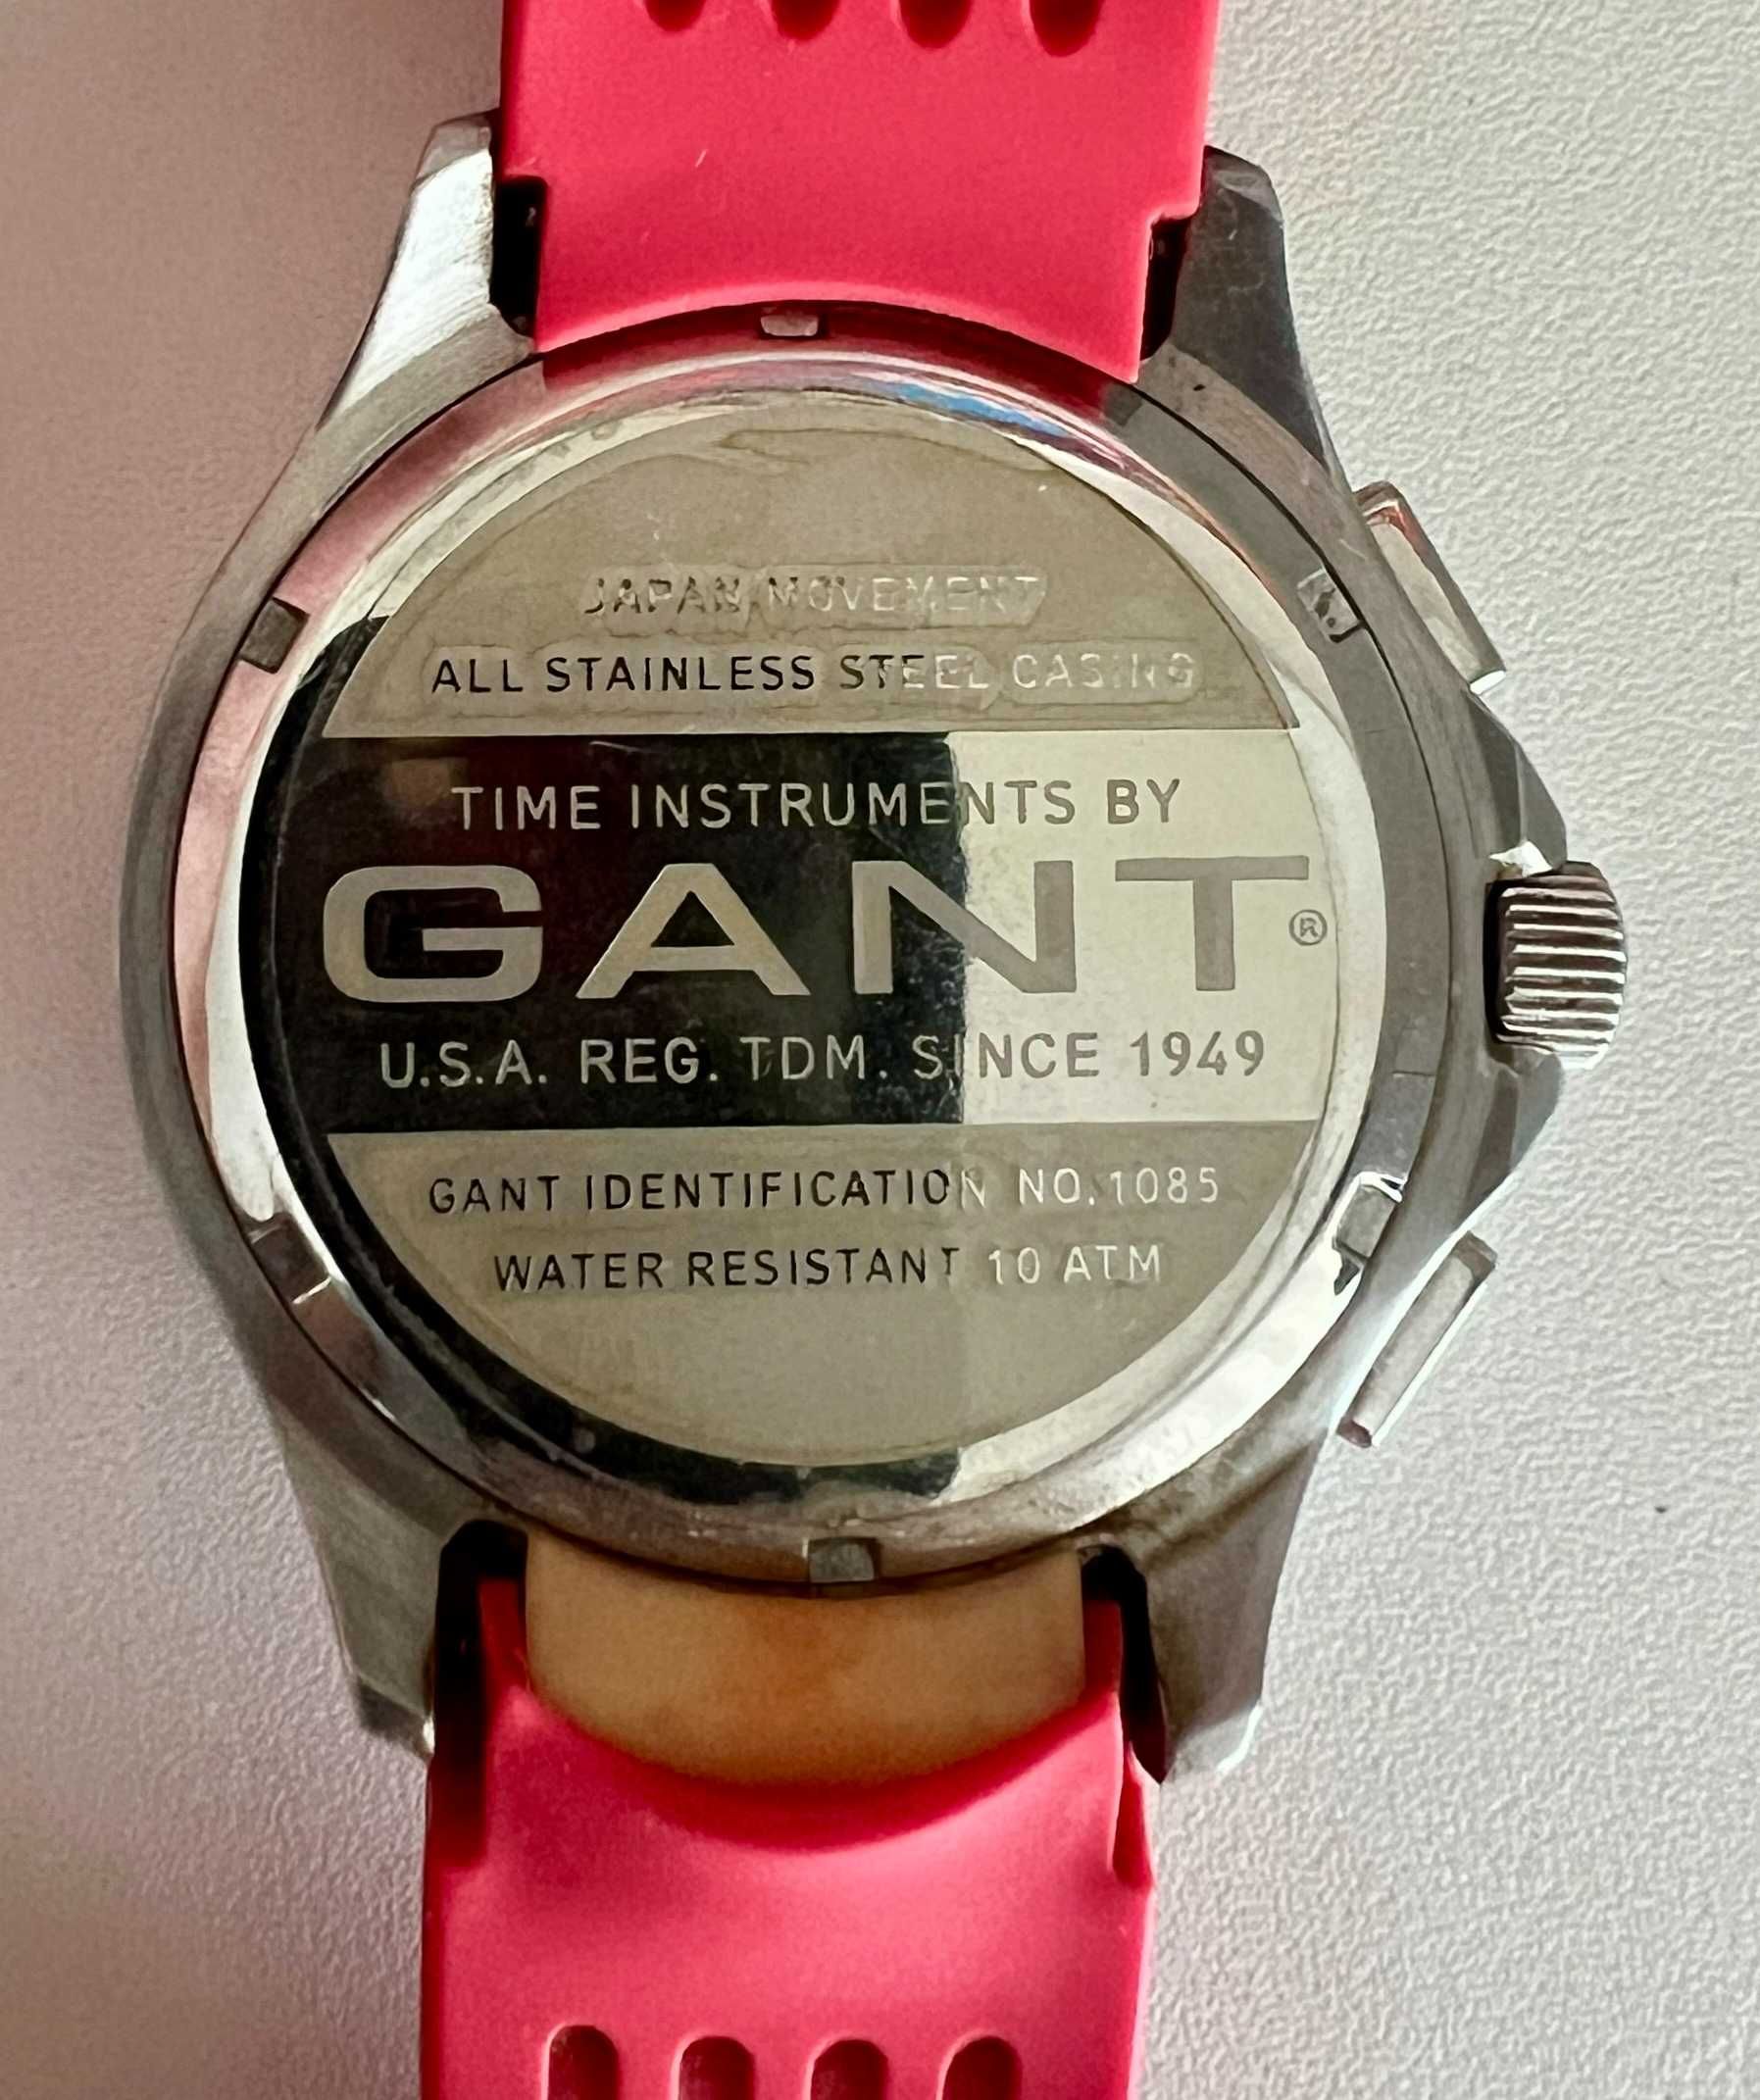 JAPAN MOVEMENT
ALL STAINLESS STEEL CASING
TIME INSTRUMENTS BY
GANT®
U.S.A. REG. TDM. SINCE 1949
GANT IDENTIFICATION NO.1085
WATER RESISTANT 10 ATM